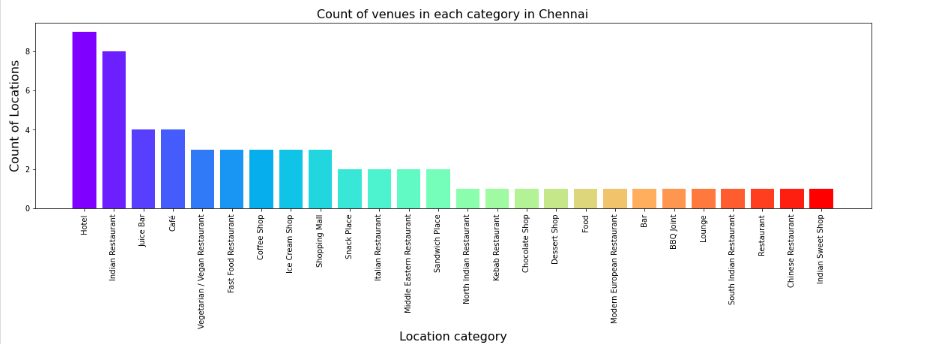 Count of venues in each category in Chennai
Count of Locations
8
6
4
2
0
Hotel
Indian Restaurant
Juice Bar
Café
Vegetarian / Vegan Restaurant
Fast Food Restaurant
Coffee Shop
Ice Cream Shop
Shopping Mall
Snack Place
Italian Restaurant
Middle Eastern Restaurant
Sandwich Place
North Indian Restaurant
Kebab Restaurant
Chocolate Shop
Dessert Shop
Food
Modern European Restaurant
Bar
BBQ Joint
Lounge
South Indian Restaurant
Restaurant
Chinese Restaurant
Indian Sweet Shop
Location category